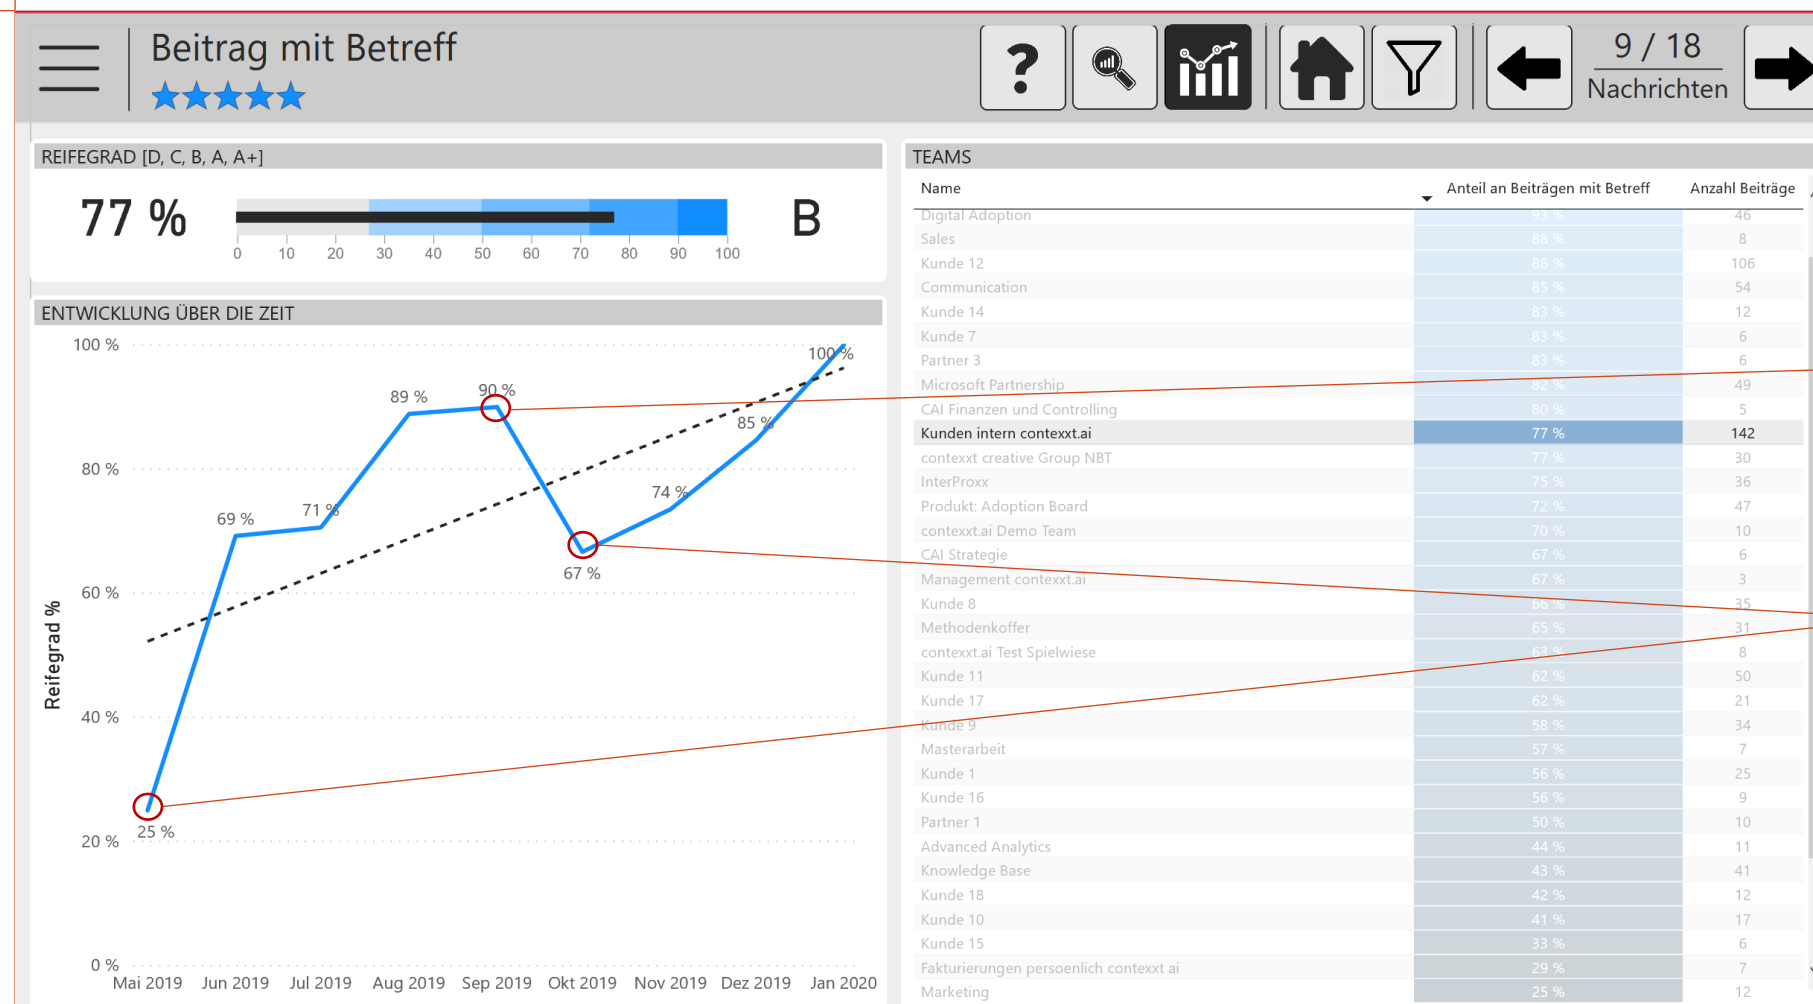 Beitrag mit Betreff
?
9 / 18
Nachrichten
REIFEGRAD [D, C, B, A, A+]
77 %
0 10 20 30 40 50 60 70 80 90 100
B
ENTWICKLUNG ÜBER DIE ZEIT
Reifegrad %
100 %
80 %
60 %
40 %
20 %
0 %
25 %
69 %
71 %
89 %
90 %
67 %
74 %
85 %
100 %
Mai 2019 Jun 2019 Jul 2019 Aug 2019 Sep 2019 Okt 2019 Nov 2019 Dez 2019 Jan 2020
TEAMS
Name Anteil an Beiträgen mit Betreff Anzahl Beiträge
Digital Adoption 93 % 46
Sales 88 % 8
Kunde 12 86 % 106
Communication 85 % 54
Kunde 14 83 % 12
Kunde 7 83 % 6
Partner 3 83 % 6
Microsoft Partnership 82 % 49
CAI Finanzen und Controlling 80 % 5
Kunden intern contexxt.ai 77 % 142
contexxt creative Group NBT 77 % 30
InterProxx 75 % 36
Produkt: Adoption Board 72 % 47
contexxt.ai Demo Team 70 % 10
CAI Strategie 67 % 6
Management contexxt.ai 67 % 3
Kunde 8 66 % 35
Methodenkoffer 65 % 31
contexxt.ai Test Spielwiese 63 % 8
Kunde 11 62 % 50
Kunde 17 62 % 21
Kunde 9 58 % 34
Masterarbeit 57 % 7
Kunde 1 56 % 25
Kunde 16 56 % 9
Partner 1 50 % 10
Advanced Analytics 44 % 11
Knowledge Base 43 % 41
Kunde 18 42 % 12
Kunde 10 41 % 17
Kunde 15 33 % 6
Fakturierungen persoenlich contexxt ai 29 % 7
Marketing 25 % 12